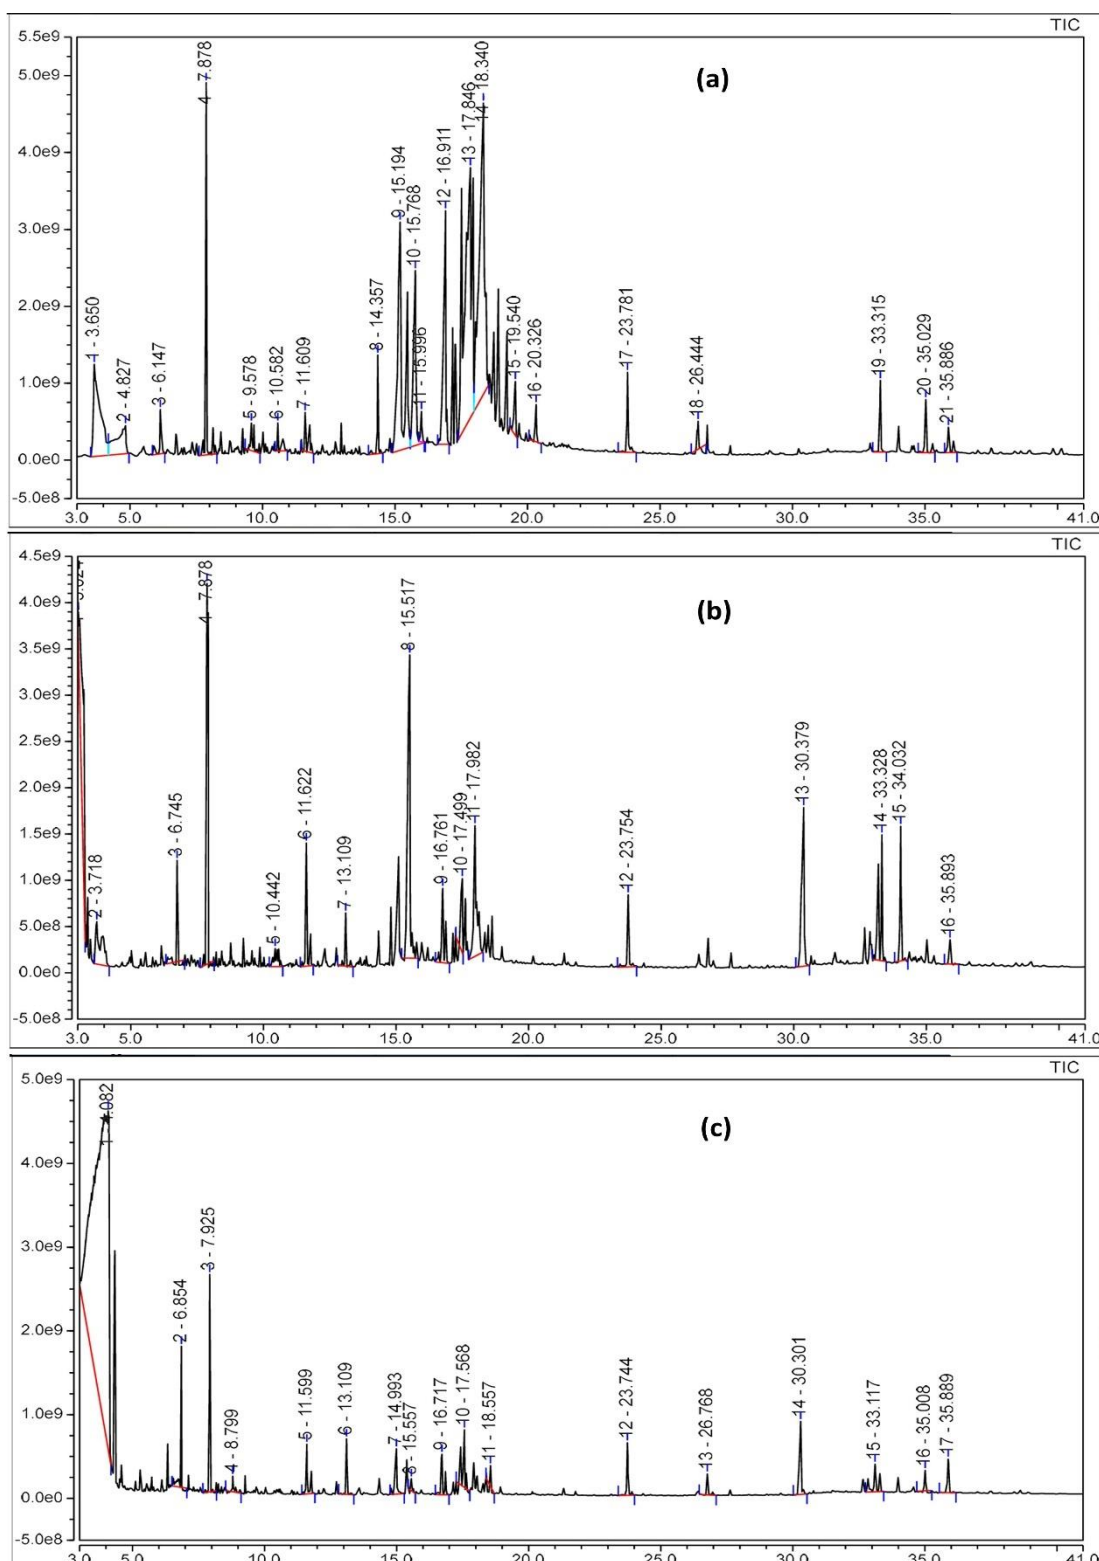 TIC
(a)
5.5e9
5.0e9
4.0e9
3.0e9
2.0e9
1.0e9
0.0e0
-5.0e8
1 - 3.650
2 - 4.827
3 - 6.147
4 - 7.878
5 - 9.578
6 - 10.582
7 - 11.609
8 - 14.357
9 - 15.194
10 - 15.768
11 - 15.996
12 - 16.911
13 - 17.846
14 - 18.340
15 - 19.540
16 - 20.326
17 - 23.781
18 - 26.444
19 - 33.315
20 - 35.029
21 - 35.886
3.0 5.0 10.0 15.0 20.0 25.0 30.0 35.0 41.0
TIC
(b)
4.5e9
4.0e9
3.5e9
3.0e9
2.5e9
2.0e9
1.5e9
1.0e9
5.0e8
0.0e0
-5.0e8
2 - 3.718
3 - 6.745
4 - 7.878
5 - 10.442
6 - 11.622
7 - 13.109
8 - 15.517
9 - 16.761
10 - 17.499
11 - 17.982
12 - 23.754
13 - 30.379
14 - 33.328
15 - 34.032
16 - 35.893
3.0 5.0 10.0 15.0 20.0 25.0 30.0 35.0 41.0
TIC
(c)
5.0e9
4.0e9
3.0e9
2.0e9
1.0e9
0.0e0
-5.0e8
2 - 6.854
3 - 7.925
4 - 8.799
5 - 11.599
6 - 13.109
7 - 14.993
8 - 15.557
9 - 16.717
10 - 17.568
11 - 18.557
12 - 23.744
13 - 26.768
14 - 30.301
15 - 33.117
16 - 35.008
17 - 35.889
3.0 5.0 10.0 15.0 20.0 25.0 30.0 35.0 41.0